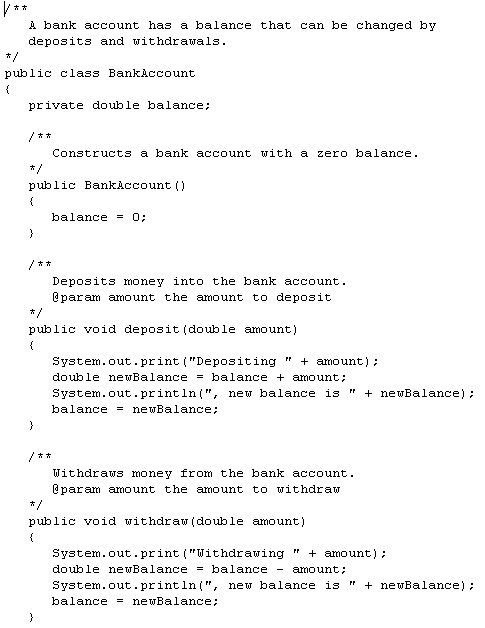 /**
   A bank account has a balance that can be changed by
   deposits and withdrawals.
*/
public class BankAccount
{
   private double balance;

   /**
      Constructs a bank account with a zero balance.
   */
   public BankAccount()
   {
      balance = 0;
   }

   /**
      Deposits money into the bank account.
      @param amount the amount to deposit
   */
   public void deposit(double amount)
   {
      System.out.print("Depositing " + amount);
      double newBalance = balance + amount;
      System.out.println(", new balance is " + newBalance);
      balance = newBalance;
   }

   /**
      Withdraws money from the bank account.
      @param amount the amount to withdraw
   */
   public void withdraw(double amount)
   {
      System.out.print("Withdrawing " + amount);
      double newBalance = balance - amount;
      System.out.println(", new balance is " + newBalance);
      balance = newBalance;
   }